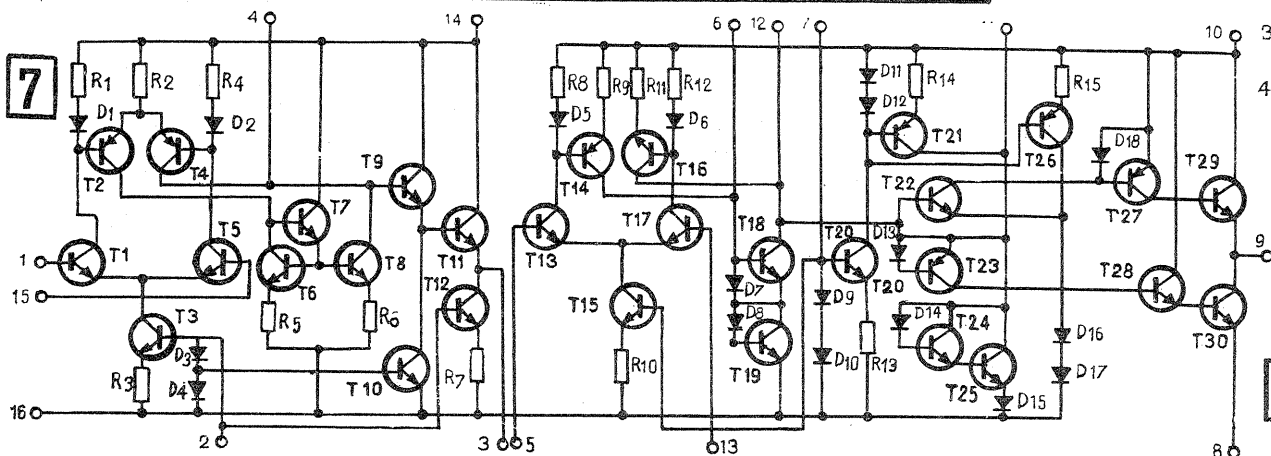 4 14 6 12 7 10 3
7 R1 R2 R4 R8 R9 R11 R12 D11 R14 R15 4
D1 D2 D5 D6 D12
T2 T4 T9 T14 T16 T21 T26 D18 T29
T7 T22 T27
T1 T5 T6 T8 T11 T13 T17 T18 T20 D13 T23 T28
1 T12 T20 9
15 T3 R5 R6 T15 D7 D9 D14 T24 D16 T30
D3 D8
R3 D4 T10 R7 R10 T19 D10 R13 T25 D15 D17
16 2 3 5 13 8